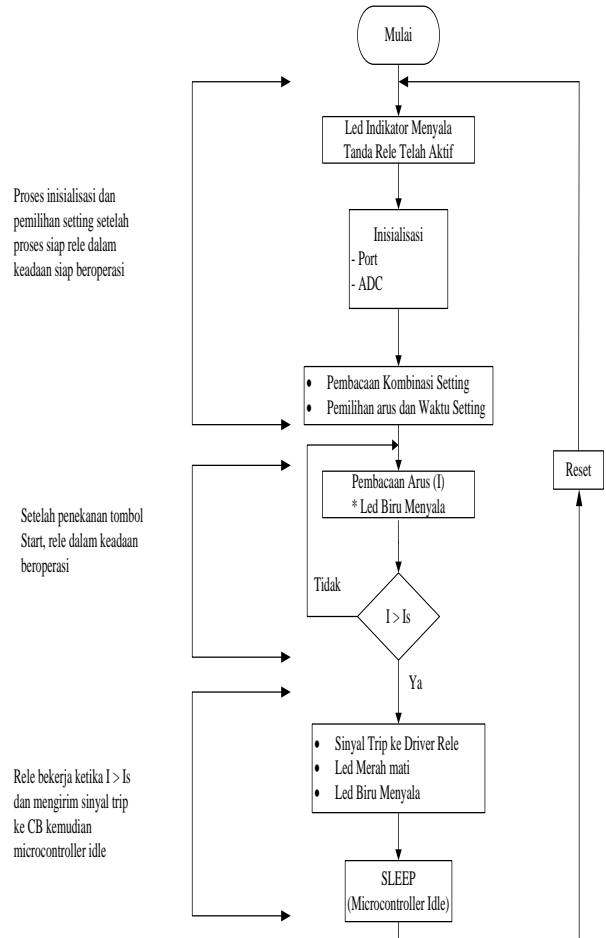 Mulai
Led Indikator Menyala
Tanda Rele Telah Aktif
Proses inisialisasi dan
pemilihan setting setelah
proses siap rele dalam
keadaan siap beroperasi
Inisialisasi
- Port
- ADC
• Pembacaan Kombinasi Setting
• Pemilihan arus dan Waktu Setting
Setelah penekanan tombol
Start, rele dalam keadaan
beroperasi
Pembacaan Arus (I)
* Led Biru Menyala
Reset
Tidak
I > Is
Ya
Rele bekerja ketika I > Is
dan mengirim sinyal trip
ke CB kemudian
microcontroller idle
• Sinyal Trip ke Driver Rele
• Led Merah mati
• Led Biru Menyala
SLEEP
(Microcontroller Idle)